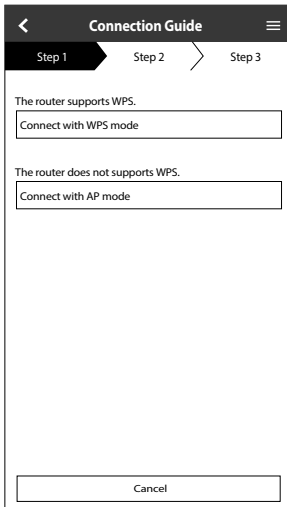 Connection Guide
Step 1 Step 2 Step 3
The router supports WPS.
Connect with WPS mode
The router does not supports WPS.
Connect with AP mode
Cancel